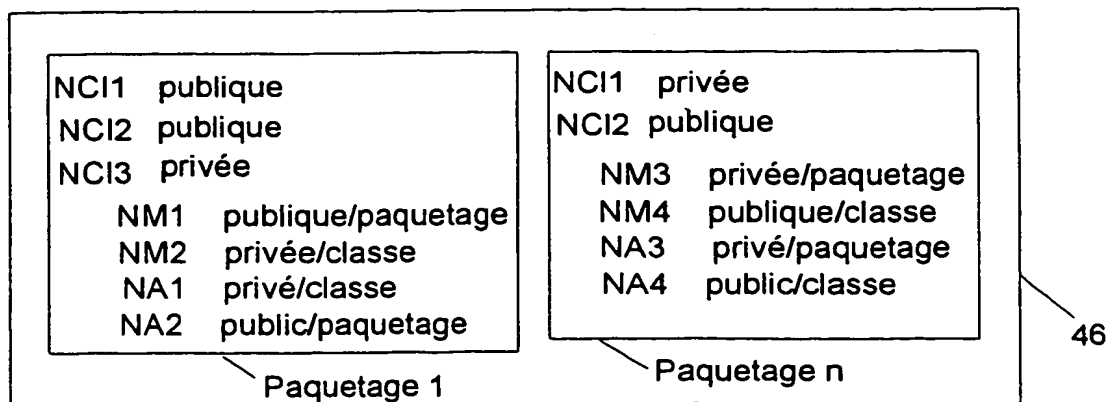 NCI1 publique
NCI2 publique
NCI3 privée
NM1 publique/paquetage
NM2 privée/classe
NA1 privé/classe
NA2 public/paquetage
Paquetage 1
NCI1 privée
NCI2 publique
NM3 privée/paquetage
NM4 publique/classe
NA3 privé/paquetage
NA4 public/classe
Paquetage n
46